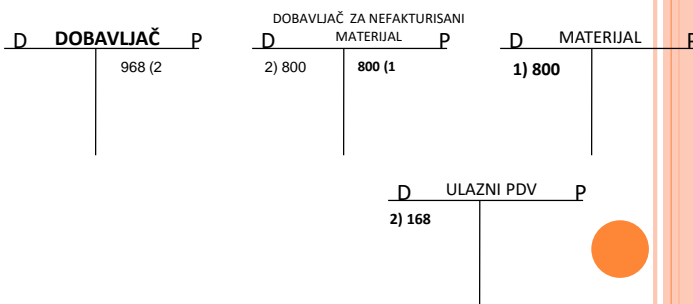 DOBAVLJAČ ZA NEFAKTURISANI
D DOBAVLJAČ P D MATERIJAL P D MATERIJAL P
968 (2 2) 800 800 (1 1) 800
D ULAZNI PDV P
2) 168